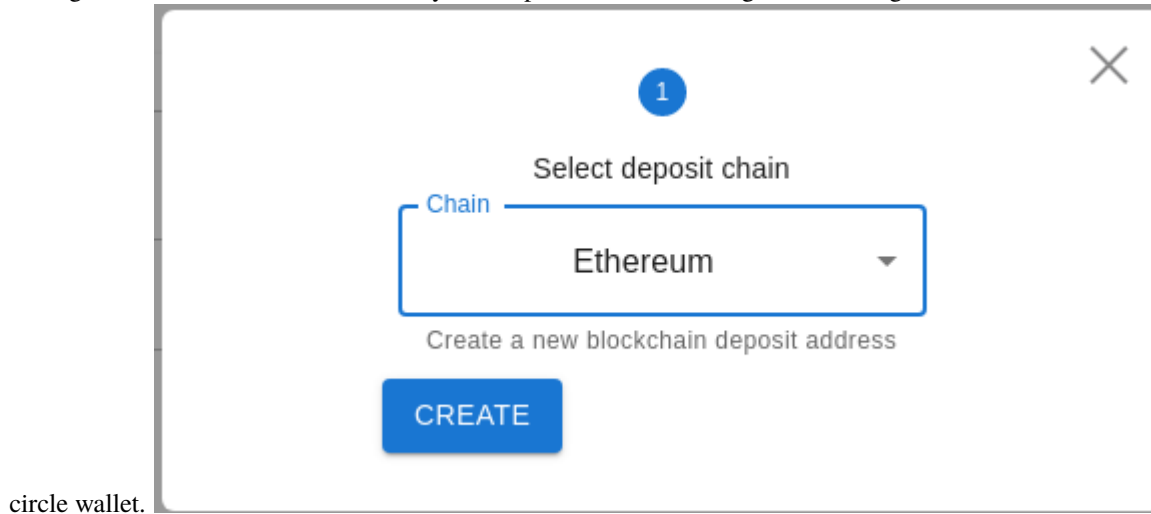 1
Select deposit chain
Chain
Ethereum
Create a new blockchain deposit address
CREATE
circle wallet.